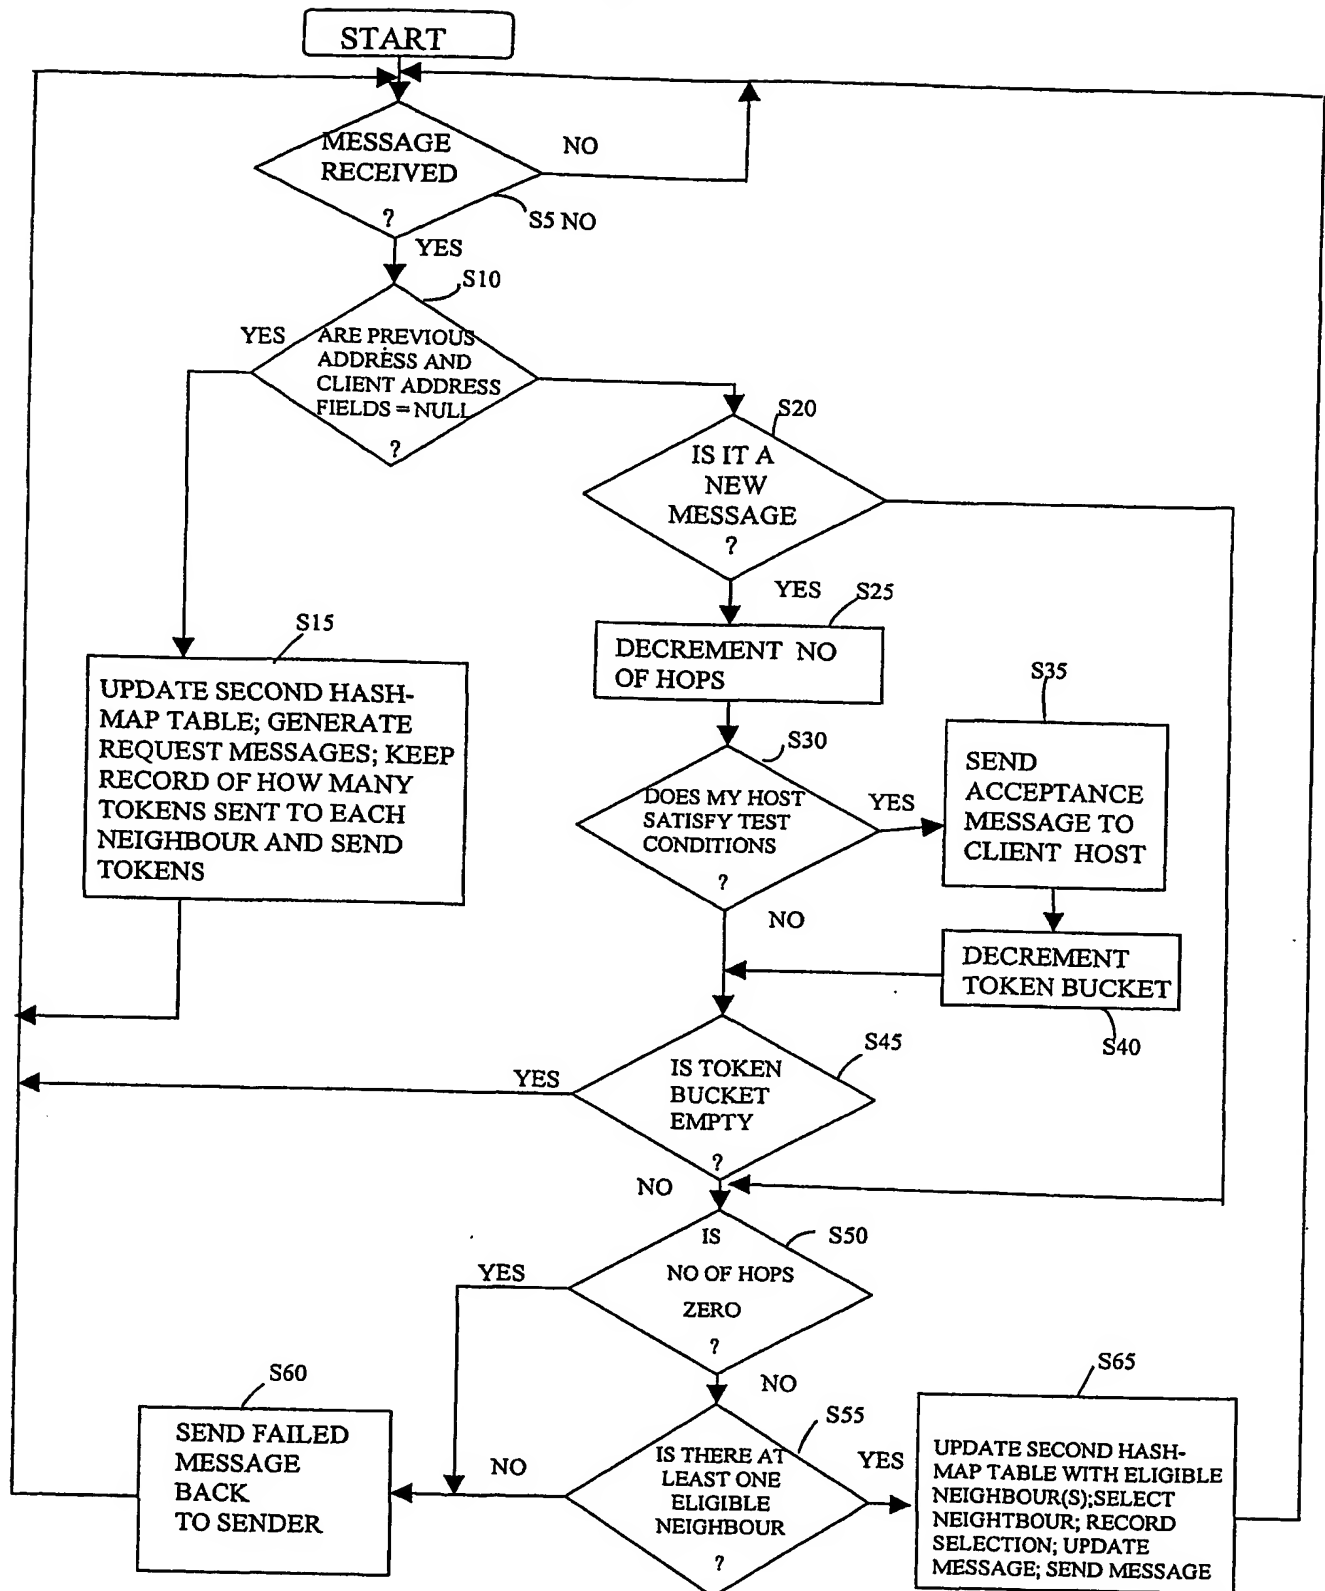 START
MESSAGE
RECEIVED
?
NO
S5 NO
YES
S10
YES
ARE PREVIOUS
ADDRESS AND
CLIENT ADDRESS
FIELDS = NULL
?
S20
IS IT A
NEW
MESSAGE
?
YES
S25
DECREMENT NO
OF HOPS
S15
UPDATE SECOND HASH-
MAP TABLE; GENERATE
REQUEST MESSAGES; KEEP
RECORD OF HOW MANY
TOKENS SENT TO EACH
NEIGHBOUR AND SEND
TOKENS
S30
DOES MY HOST
SATISFY TEST
CONDITIONS
?
YES
NO
S35
SEND
ACCEPTANCE
MESSAGE TO
CLIENT HOST
DECREMENT
TOKEN BUCKET
S40
S45
IS TOKEN
BUCKET
EMPTY
?
YES
NO
S50
IS
NO OF HOPS
ZERO
?
YES
NO
S55
IS THERE AT
LEAST ONE
ELIGIBLE
NEIGHBOUR
?
NO
YES
S60
SEND FAILED
MESSAGE
BACK
TO SENDER
S65
UPDATE SECOND HASH-
MAP TABLE WITH ELIGIBLE
NEIGHBOUR(S);SELECT
NEIGHTBOUR; RECORD
SELECTION; UPDATE
MESSAGE; SEND MESSAGE